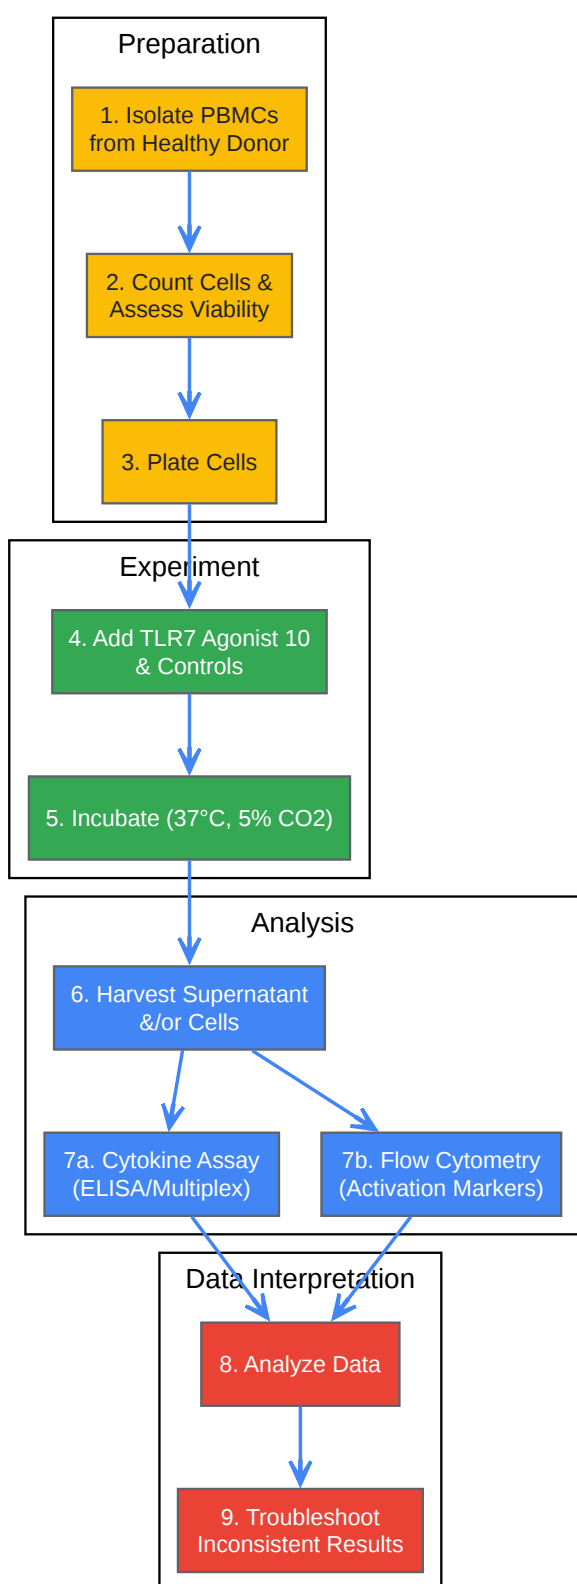 Preparation
1. Isolate PBMCs
from Healthy Donor
2. Count Cells &
Assess Viability
3. Plate Cells
Experiment
4. Add TLR7 Agonist 10
& Controls
5. Incubate (37°C, 5% CO2)
Analysis
6. Harvest Supernatant
&/or Cells
7a. Cytokine Assay
(ELISA/Multiplex)
7b. Flow Cytometry
(Activation Markers)
Data Interpretation
8. Analyze Data
9. Troubleshoot
Inconsistent Results